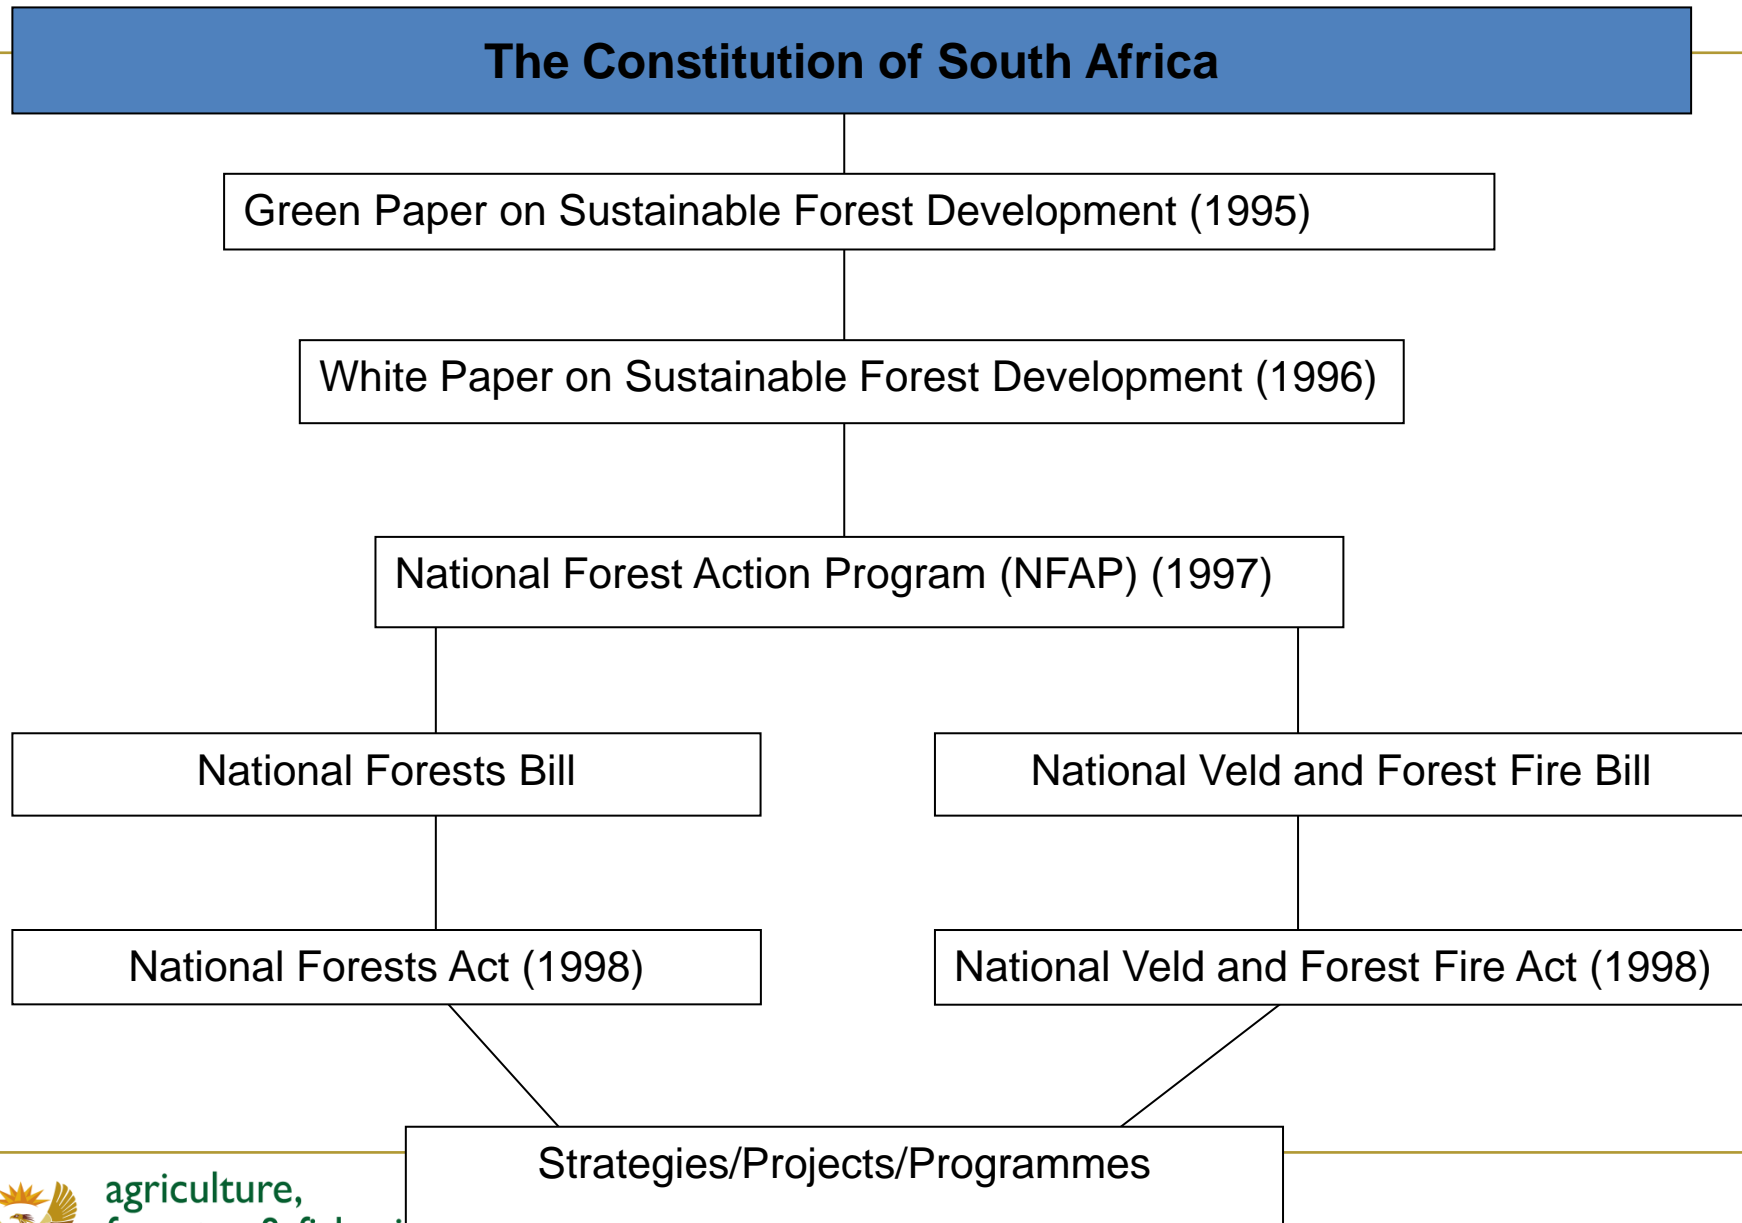 The Constitution of South Africa
Green Paper on Sustainable Forest Development (1995)
White Paper on Sustainable Forest Development (1996)
National Forest Action Program (NFAP) (1997)
National Forests Bill
National Veld and Forest Fire Bill
National Forests Act (1998)
National Veld and Forest Fire Act (1998)
Strategies/Projects/Programmes
agriculture,